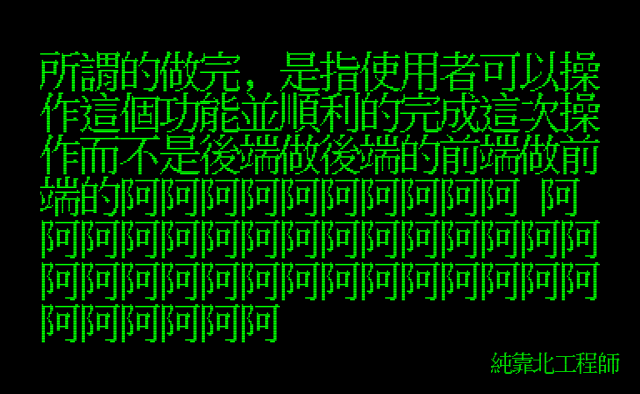 所謂的做完，是指使用者可以操
作這個功能並順利的完成這次操
作而不是後端做後端的前端做前
端的阿阿阿阿阿阿阿阿阿阿 阿
阿阿阿阿阿阿阿阿阿阿阿阿阿阿
阿阿阿阿阿阿阿阿阿阿阿阿阿阿
阿阿阿阿阿阿
純靠北工程師